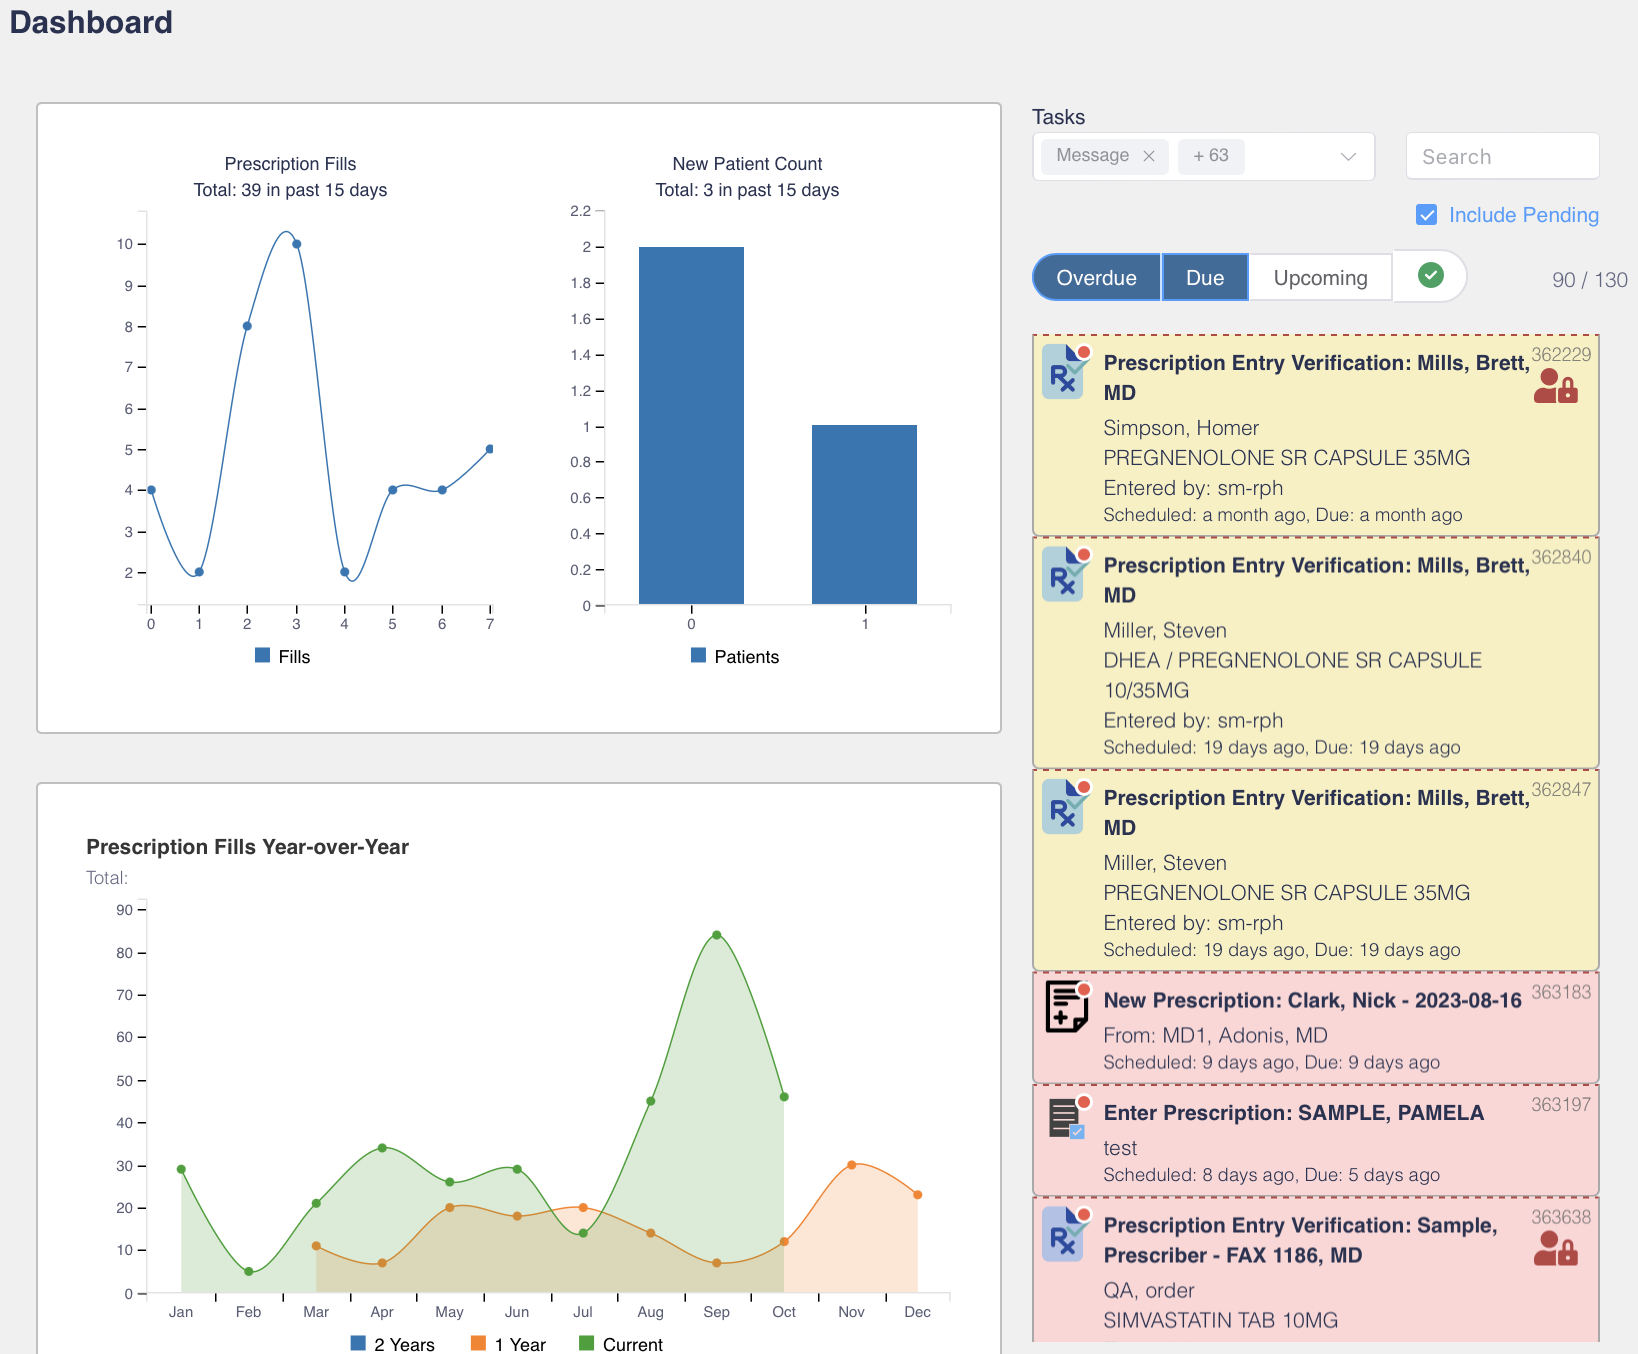 Dashboard
Prescription Fills
Total: 39 in past 15 days
10
9
8
7
6
5
4
3
2
0 1 2 3 4 5 6 7
Fills
New Patient Count
Total: 3 in past 15 days
2.2
2
1.8
1.6
1.4
1.2
1
0.8
0.6
0.4
0.2
0
0 1
Patients
Prescription Fills Year-over-Year
Total:
90
80
70
60
50
40
30
20
10
0
Jan Feb Mar Apr May Jun Jul Aug Sep Oct Nov Dec
2 Years 1 Year Current
Tasks
Message + 63
Search
Include Pending
Overdue Due Upcoming 90 / 130
Prescription Entry Verification: Mills, Brett, 362229
MD
Simpson, Homer
PREGNENOLONE SR CAPSULE 35MG
Entered by: sm-rph
Scheduled: a month ago, Due: a month ago
Prescription Entry Verification: Mills, Brett, 362840
MD
Miller, Steven
DHEA / PREGNENOLONE SR CAPSULE
10/35MG
Entered by: sm-rph
Scheduled: 19 days ago, Due: 19 days ago
Prescription Entry Verification: Mills, Brett, 362847
MD
Miller, Steven
PREGNENOLONE SR CAPSULE 35MG
Entered by: sm-rph
Scheduled: 19 days ago, Due: 19 days ago
New Prescription: Clark, Nick - 2023-08-16 363183
From: MD1, Adonis, MD
Scheduled: 9 days ago, Due: 9 days ago
Enter Prescription: SAMPLE, PAMELA 363197
test
Scheduled: 8 days ago, Due: 5 days ago
Prescription Entry Verification: Sample, 363638
Prescriber - FAX 1186, MD
QA, order
SIMVASTATIN TAB 10MG